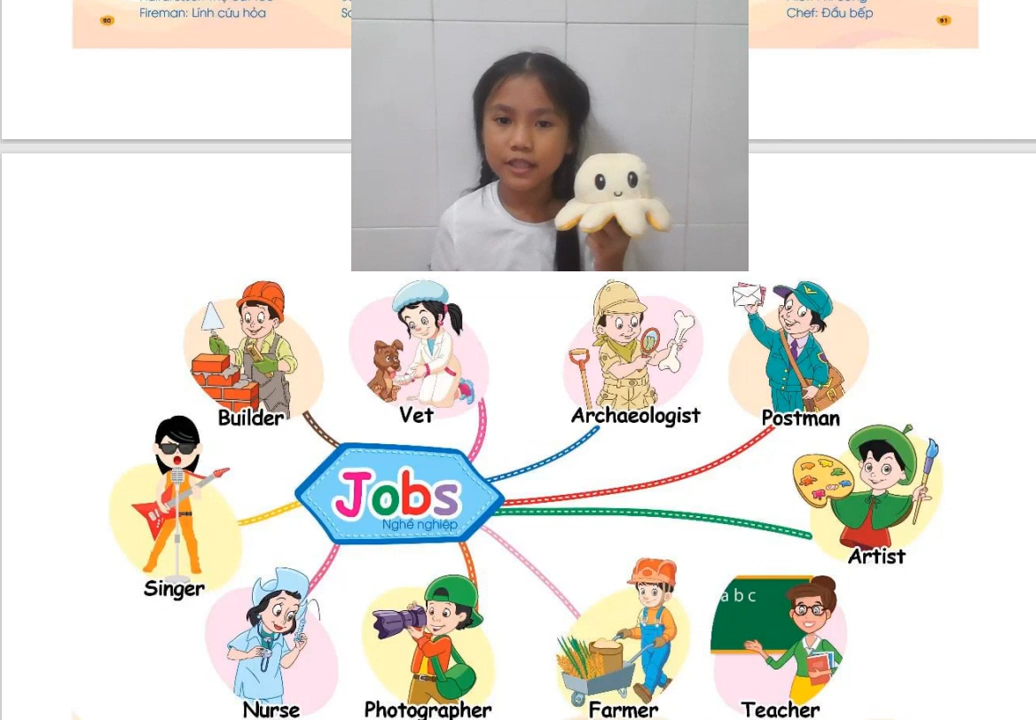 Fireman: Lính cứu hỏa
Chef: Đầu bếp
90
91
Builder
Vet
Archaeologist
Postman
Jobs
Nghề nghiệp
Artist
Singer
a b c
Nurse
Photographer
Farmer
Teacher